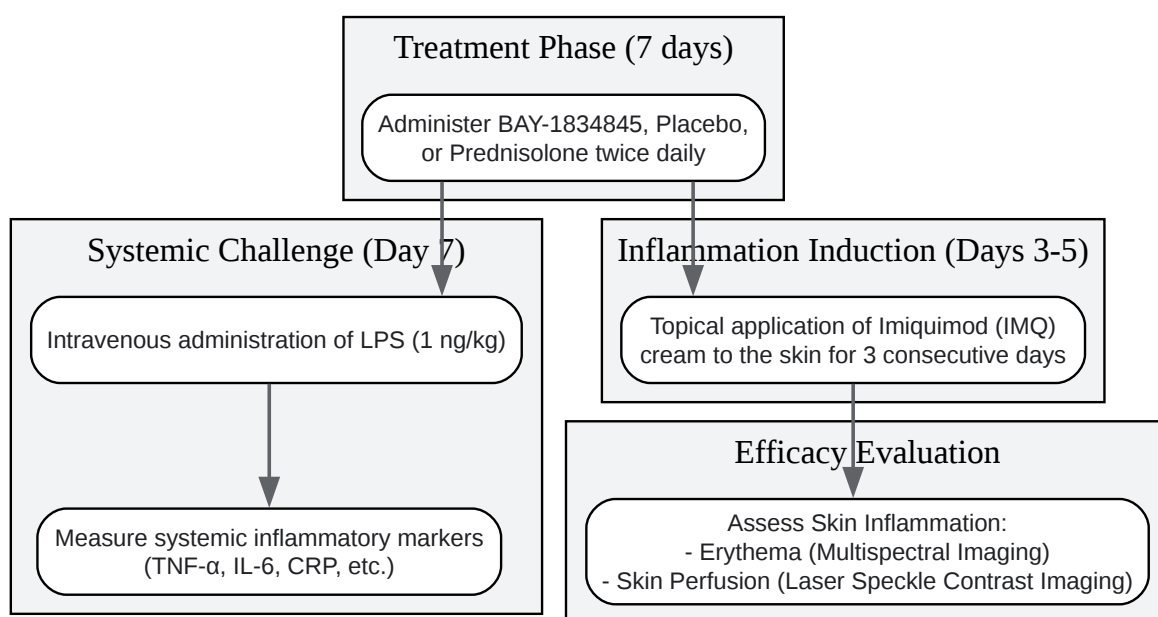 Treatment Phase (7 days)
Administer BAY-1834845, Placebo,
or Prednisolone twice daily
Systemic Challenge (Day 7)
Intravenous administration of LPS (1 ng/kg)
Measure systemic inflammatory markers
(TNF-α, IL-6, CRP, etc.)
Inflammation Induction (Days 3-5)
Topical application of Imiquimod (IMQ)
cream to the skin for 3 consecutive days
Efficacy Evaluation
Assess Skin Inflammation:
- Erythema (Multispectral Imaging)
- Skin Perfusion (Laser Speckle Contrast Imaging)